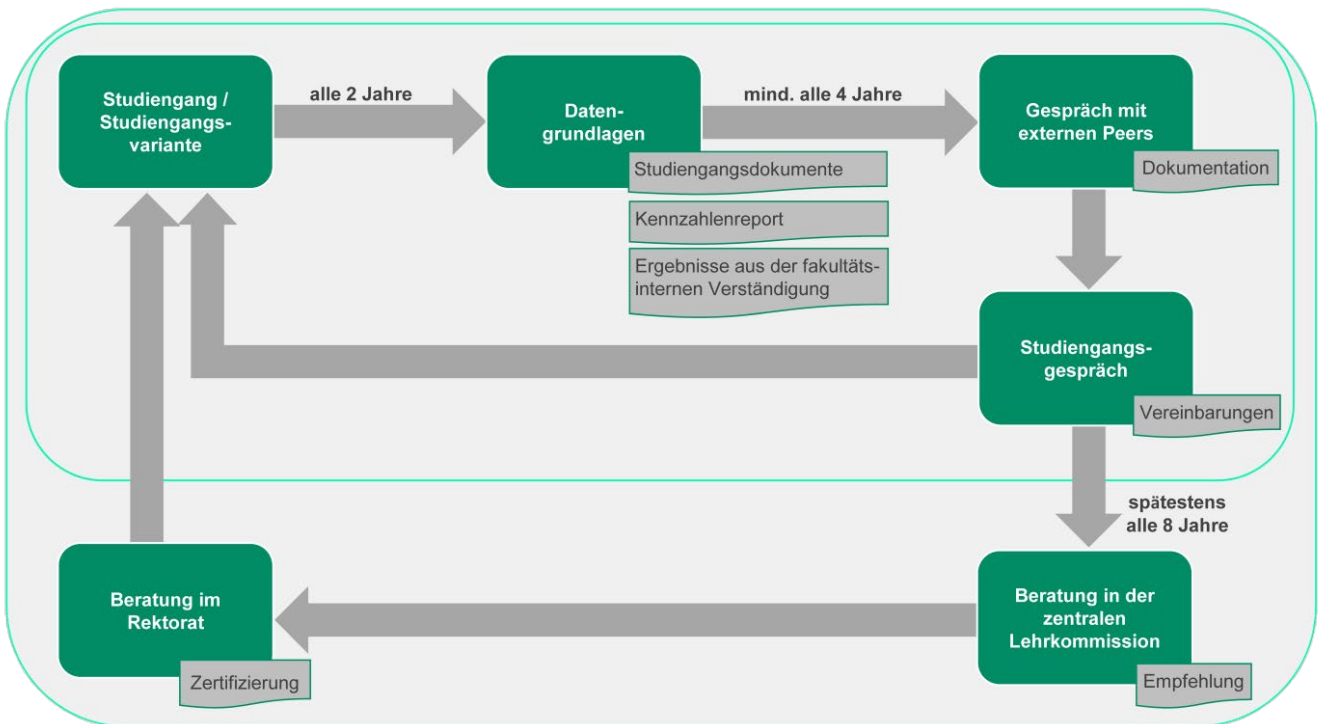 Studiengang /
Studiengangs-
variante
alle 2 Jahre
Daten-
grundlagen
mind. alle 4 Jahre
Gespräch mit
externen Peers
Studiengangsdokumente
Dokumentation
Kennzahlenreport
Ergebnisse aus der fakultäts-
internen Verständigung
Studiengangs-
gespräch
Vereinbarungen
spätestens
alle 8 Jahre
Beratung im
Rektorat
Zertifizierung
Beratung in der
zentralen
Lehrkommission
Empfehlung